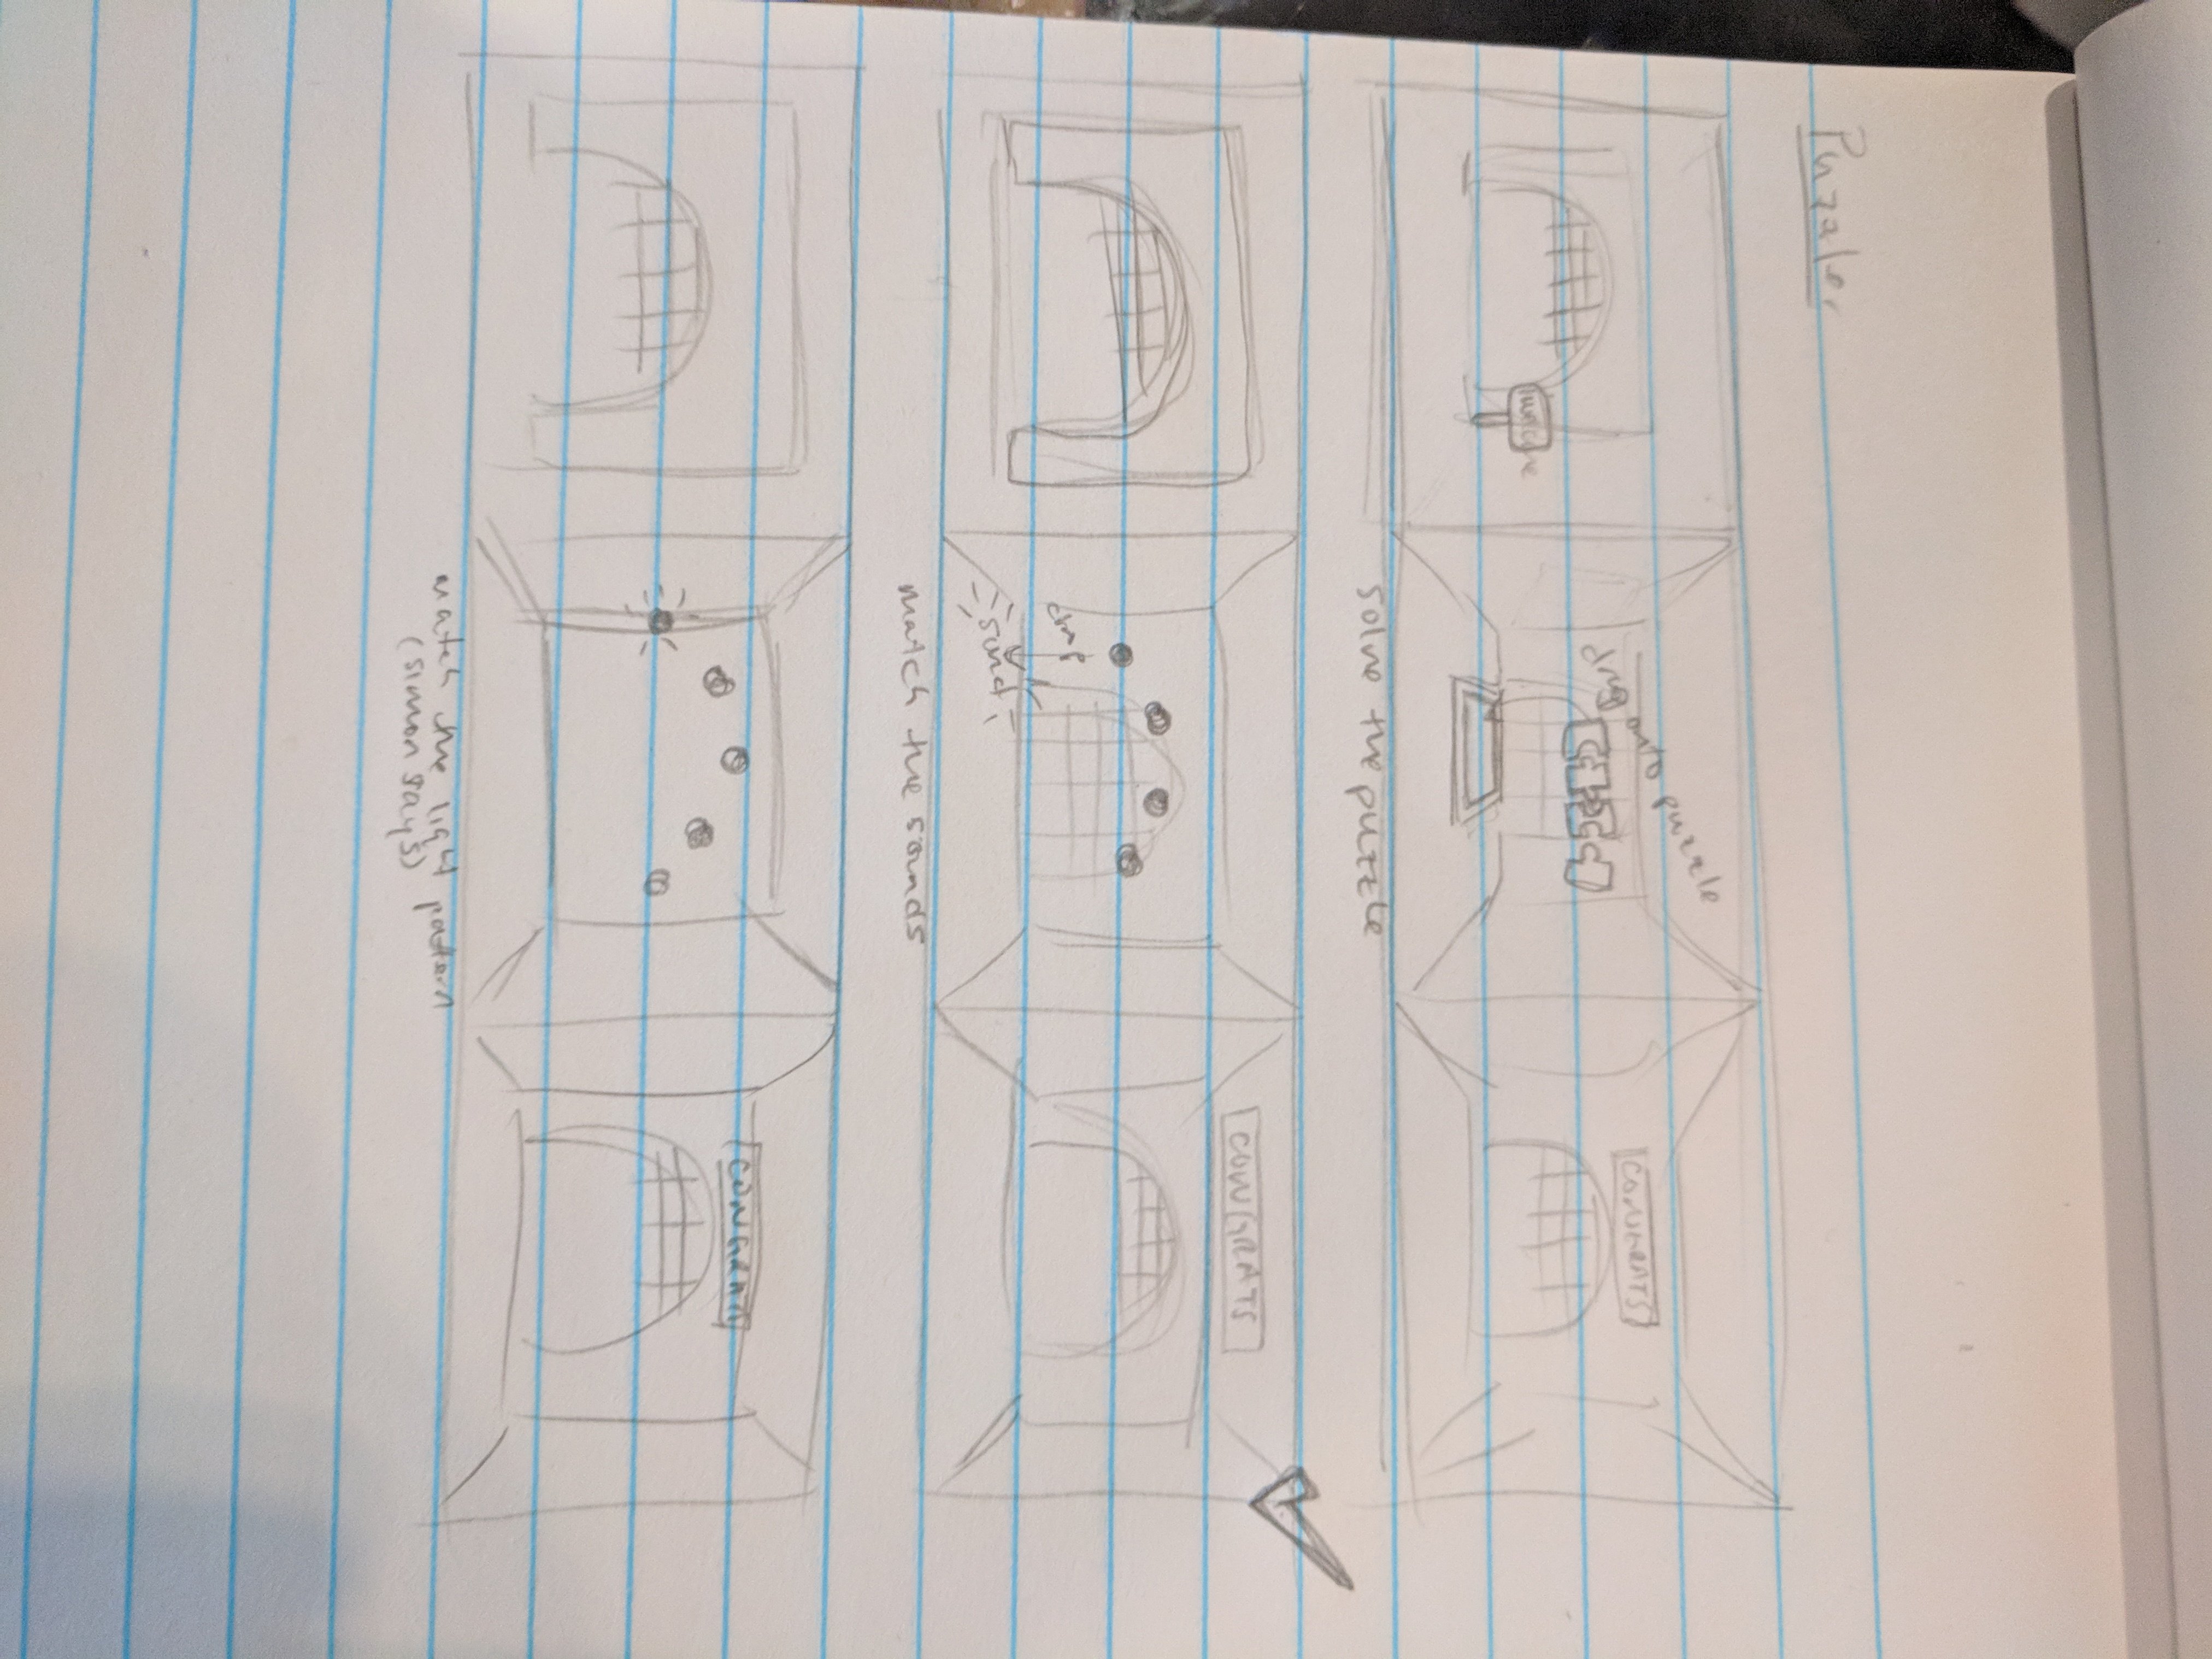 Puzzler
welcome
drag onto puzzle
CONGRATS
solve the puzzle
CONGRATS
clap
sound
match the sounds
CONGRATS
match the light pattern
(simon says)